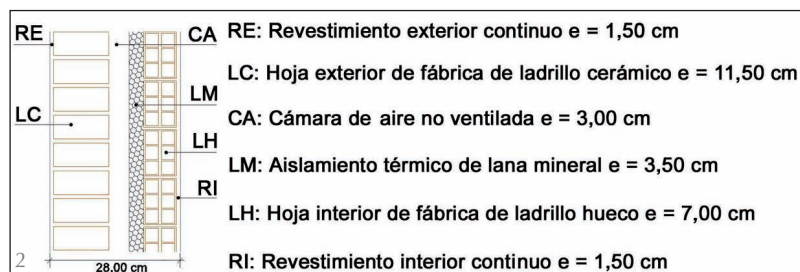 RE
CA
LM
LC
LH
RI
2
28,00 cm
RE: Revestimiento exterior continuo e = 1,50 cm
LC: Hoja exterior de fábrica de ladrillo cerámico e = 11,50 cm
CA: Cámara de aire no ventilada e = 3,00 cm
LM: Aislamiento térmico de lana mineral e = 3,50 cm
LH: Hoja interior de fábrica de ladrillo hueco e = 7,00 cm
RI: Revestimiento interior continuo e = 1,50 cm